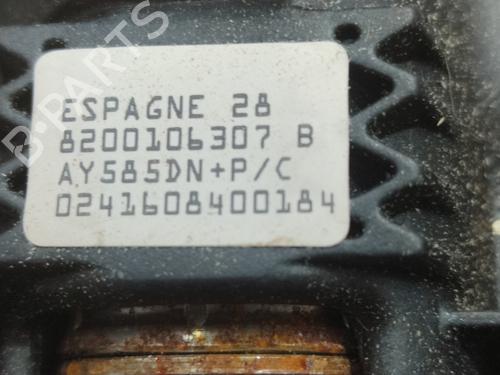 ESPAGNE 28
8200106307 B
AY585DN+P/C
0241608400184
B-PARTS